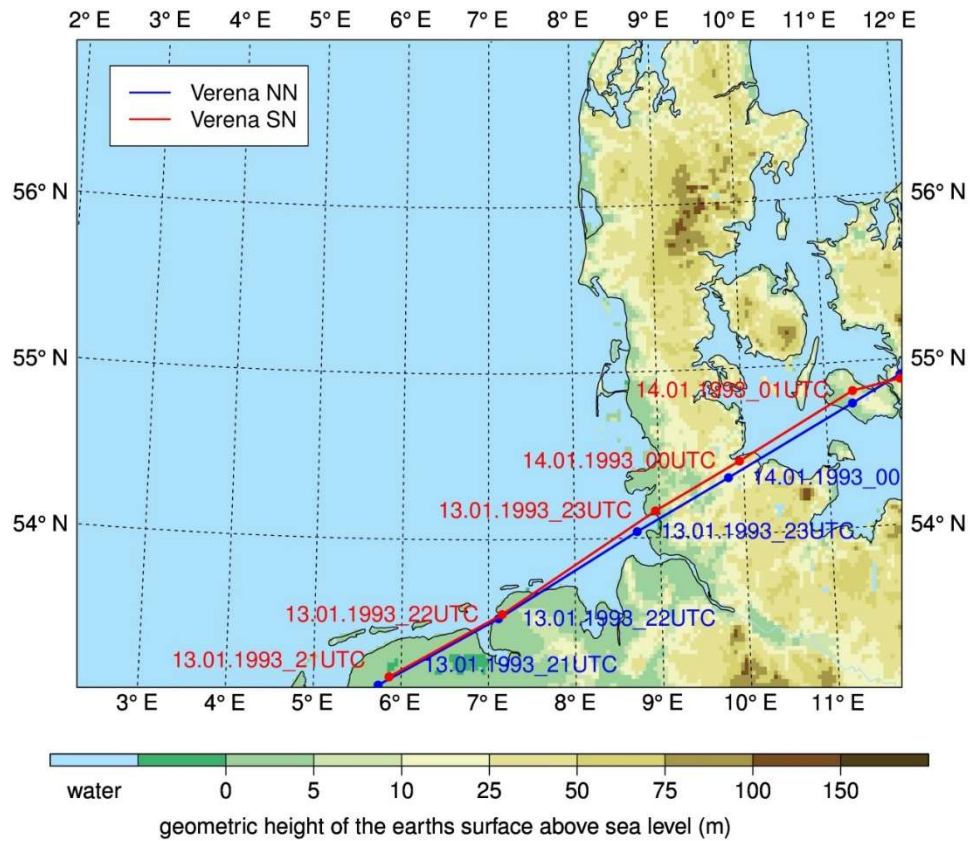 2° E 3° E 4° E 5° E 6° E 7° E 8° E 9° E 10° E 11° E 12° E
Verena NN
Verena SN
56° N 56° N
55° N 55° N
14.01.1993_01UTC
14.01.1993_00UTC
14.01.1993_00
54° N 54° N
13.01.1993_23UTC
13.01.1993_23UTC
13.01.1993_22UTC
13.01.1993_22UTC
13.01.1993_21UTC
13.01.1993_21UTC
3° E 4° E 5° E 6° E 7° E 8° E 9° E 10° E 11° E
water 0 5 10 25 50 75 100 150
geometric height of the earths surface above sea level (m)